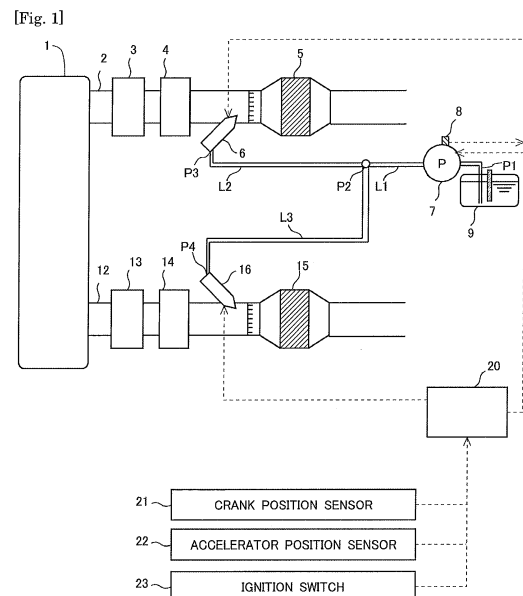 [Fig. 1]
1
2
3
4
5
8
P
P1
P3
6
P2
L1
7
L2
9
L3
P4
12
13
14
16
15
20
21 CRANK POSITION SENSOR
22 ACCELERATOR POSITION SENSOR
23 IGNITION SWITCH